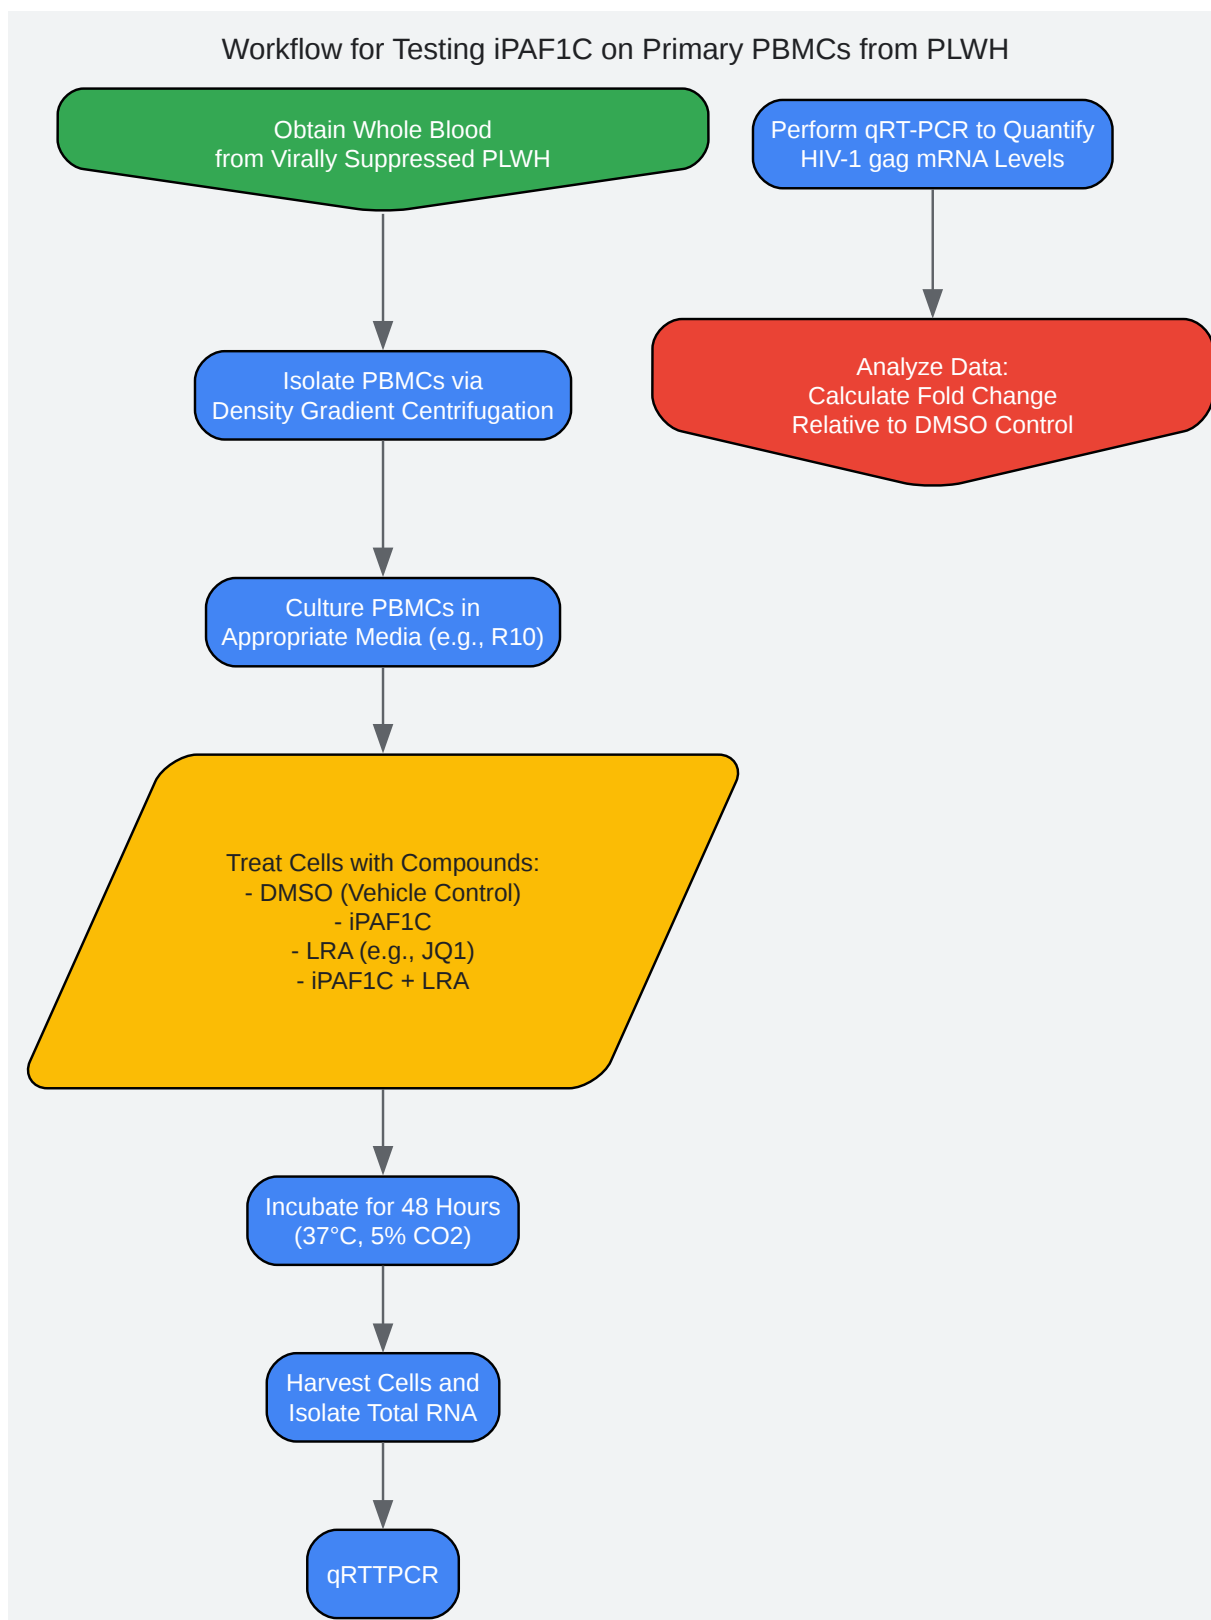 Workflow for Testing iPAF1C on Primary PBMCs from PLWH
Obtain Whole Blood
from Virally Suppressed PLWH
Isolate PBMCs via
Density Gradient Centrifugation
Culture PBMCs in
Appropriate Media (e.g., R10)
Treat Cells with Compounds:
- DMSO (Vehicle Control)
- iPAF1C
- LRA (e.g., JQ1)
- iPAF1C + LRA
Incubate for 48 Hours
(37°C, 5% CO2)
Harvest Cells and
Isolate Total RNA
qRTTPCR
Perform qRT-PCR to Quantify
HIV-1 gag mRNA Levels
Analyze Data:
Calculate Fold Change
Relative to DMSO Control